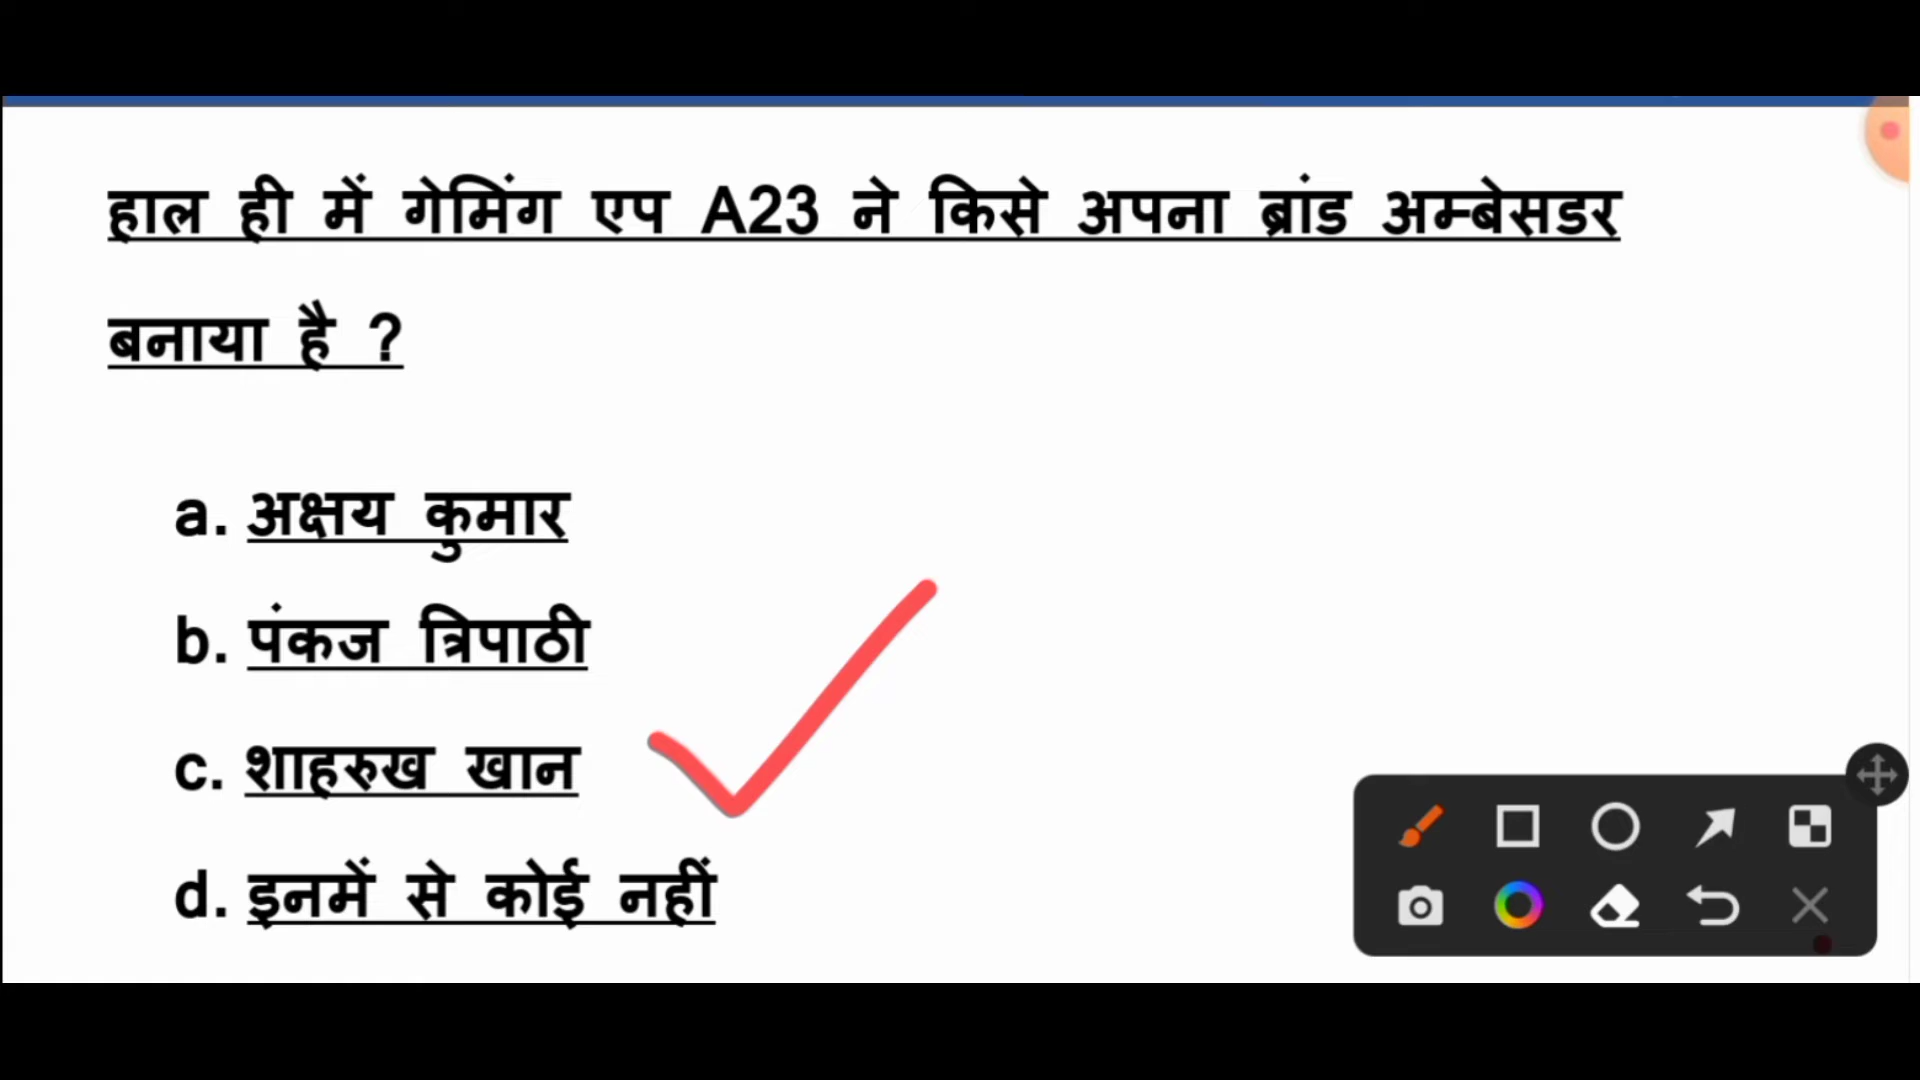 हाल ही में गेमिंग एप A23 ने किसे अपना ब्रांड अम्बेसडर
बनाया है ?
a. अक्षय कुमार
b. पंकज त्रिपाठी
c. शाहरुख खान
d. इनमें से कोई नहीं